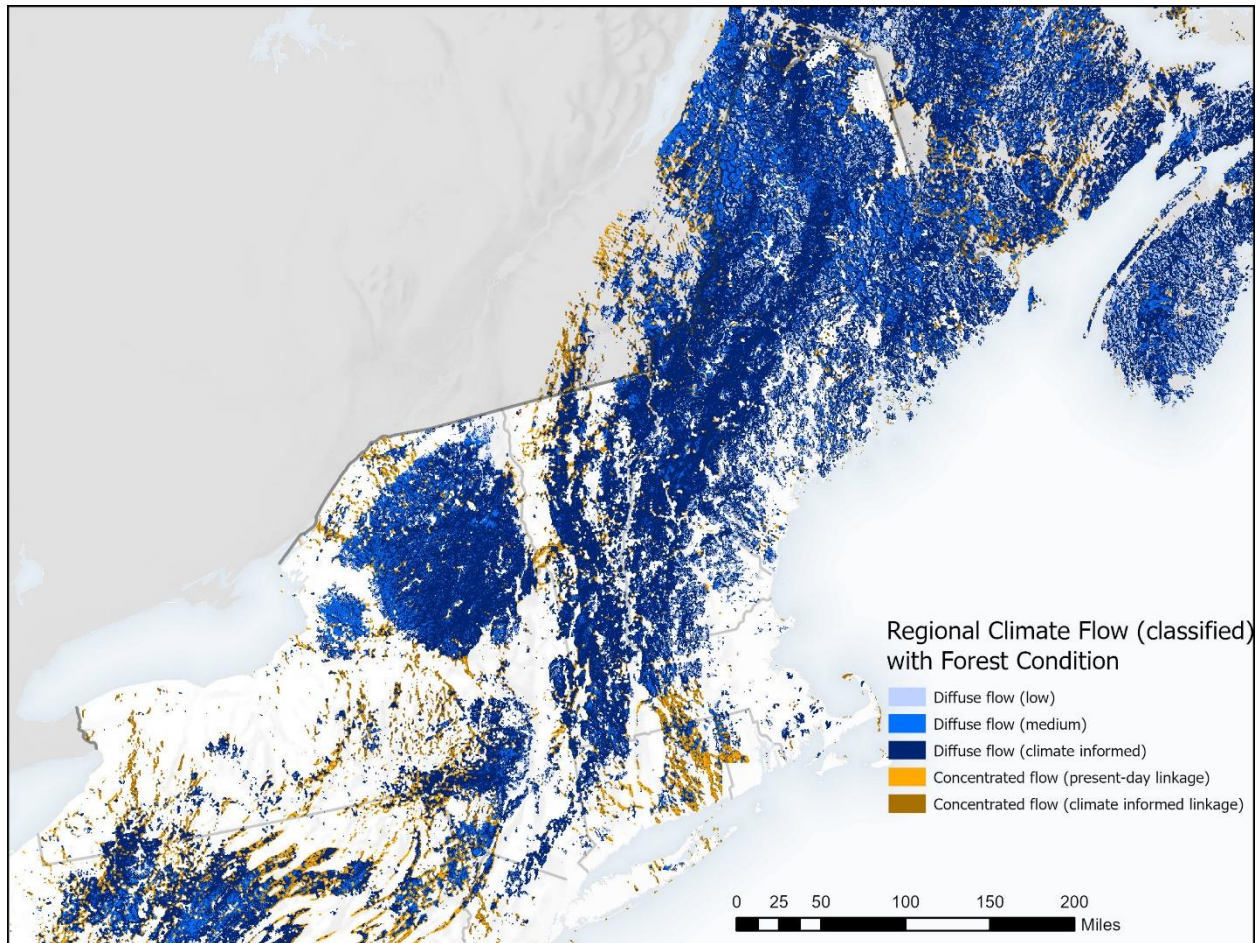 Regional Climate Flow (classified)
with Forest Condition
Diffuse flow (low)
Diffuse flow (medium)
Diffuse flow (climate informed)
Concentrated flow (present-day linkage)
Concentrated flow (climate informed linkage)
0 25 50 100 150 200
Miles